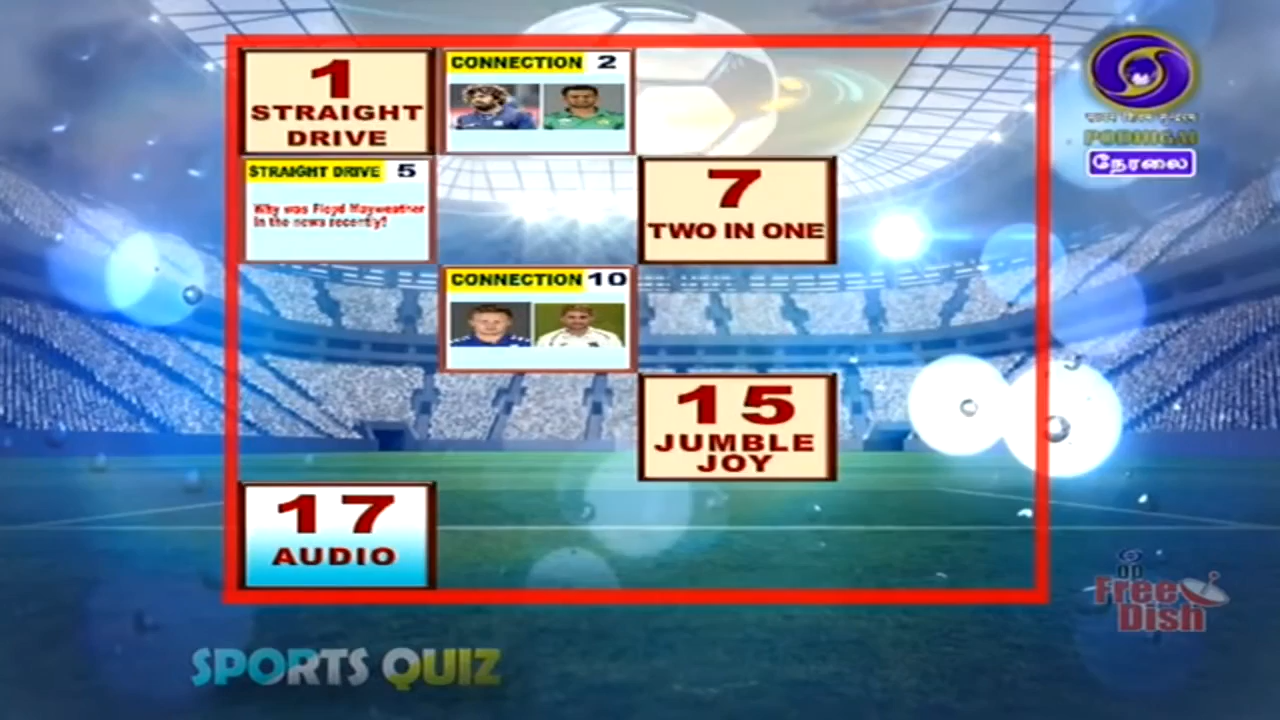 1
STRAIGHT
DRIVE
CONNECTION 2
STRAIGHT DRIVE 5
Why was Floyd Mayweather
In the news recently?
7
TWO IN ONE
CONNECTION 10
15
JUMBLE
JOY
17
AUDIO
PODHIGAI
நேரலை
DD
Free
Dish
SPORTS QUIZ